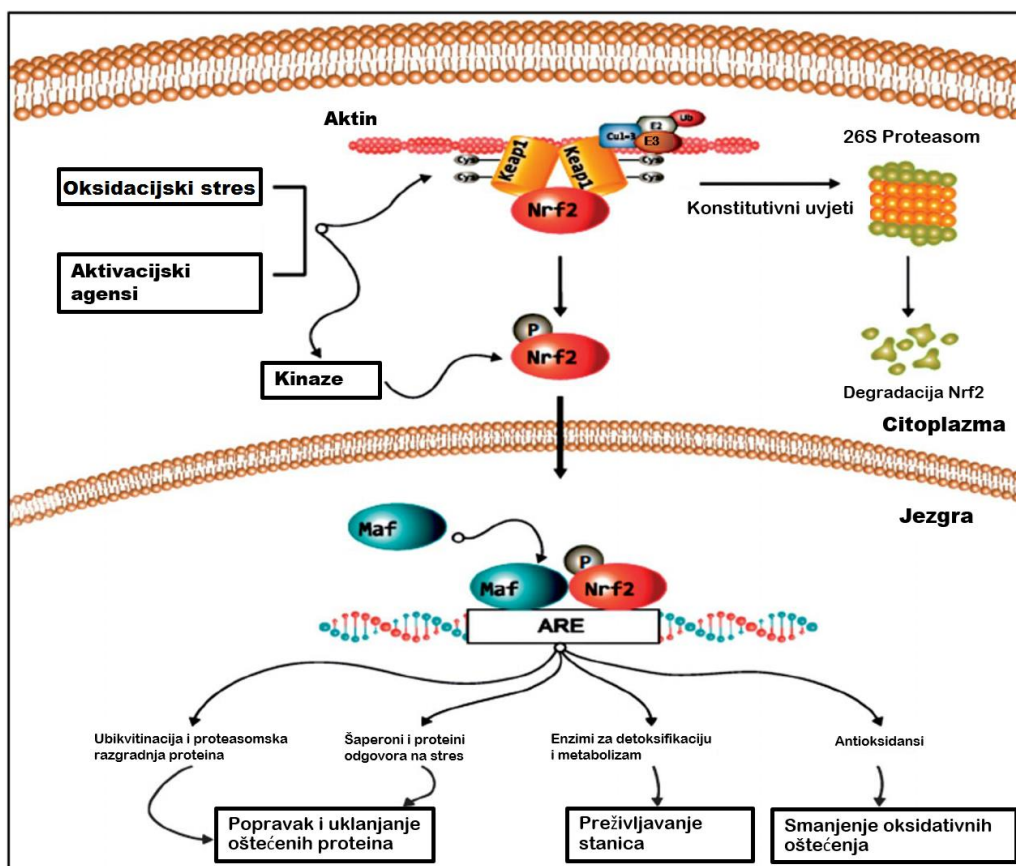 Aktin
Cul-3
E2
Ub
E3
26S Proteasom
Keap1
Keap1
Cys
Cys
Oksidacijski stres
Nrf2
Konstitutivni uvjeti
Aktivacijski
agensi
P
Nrf2
Kinaze
Degradacija Nrf2
Citoplazma
Jezgra
Maf
P
Maf
Nrf2
ARE
Ubikvitinacija i proteasomska
razgradnja proteina
Šaperoni i proteini
odgovora na stres
Enzimi za detoksifikaciju
i metabolizam
Antioksidansi
Popravak i uklanjanje
oštećenih proteina
Preživljavanje
stanica
Smanjenje oksidativnih
oštećenja